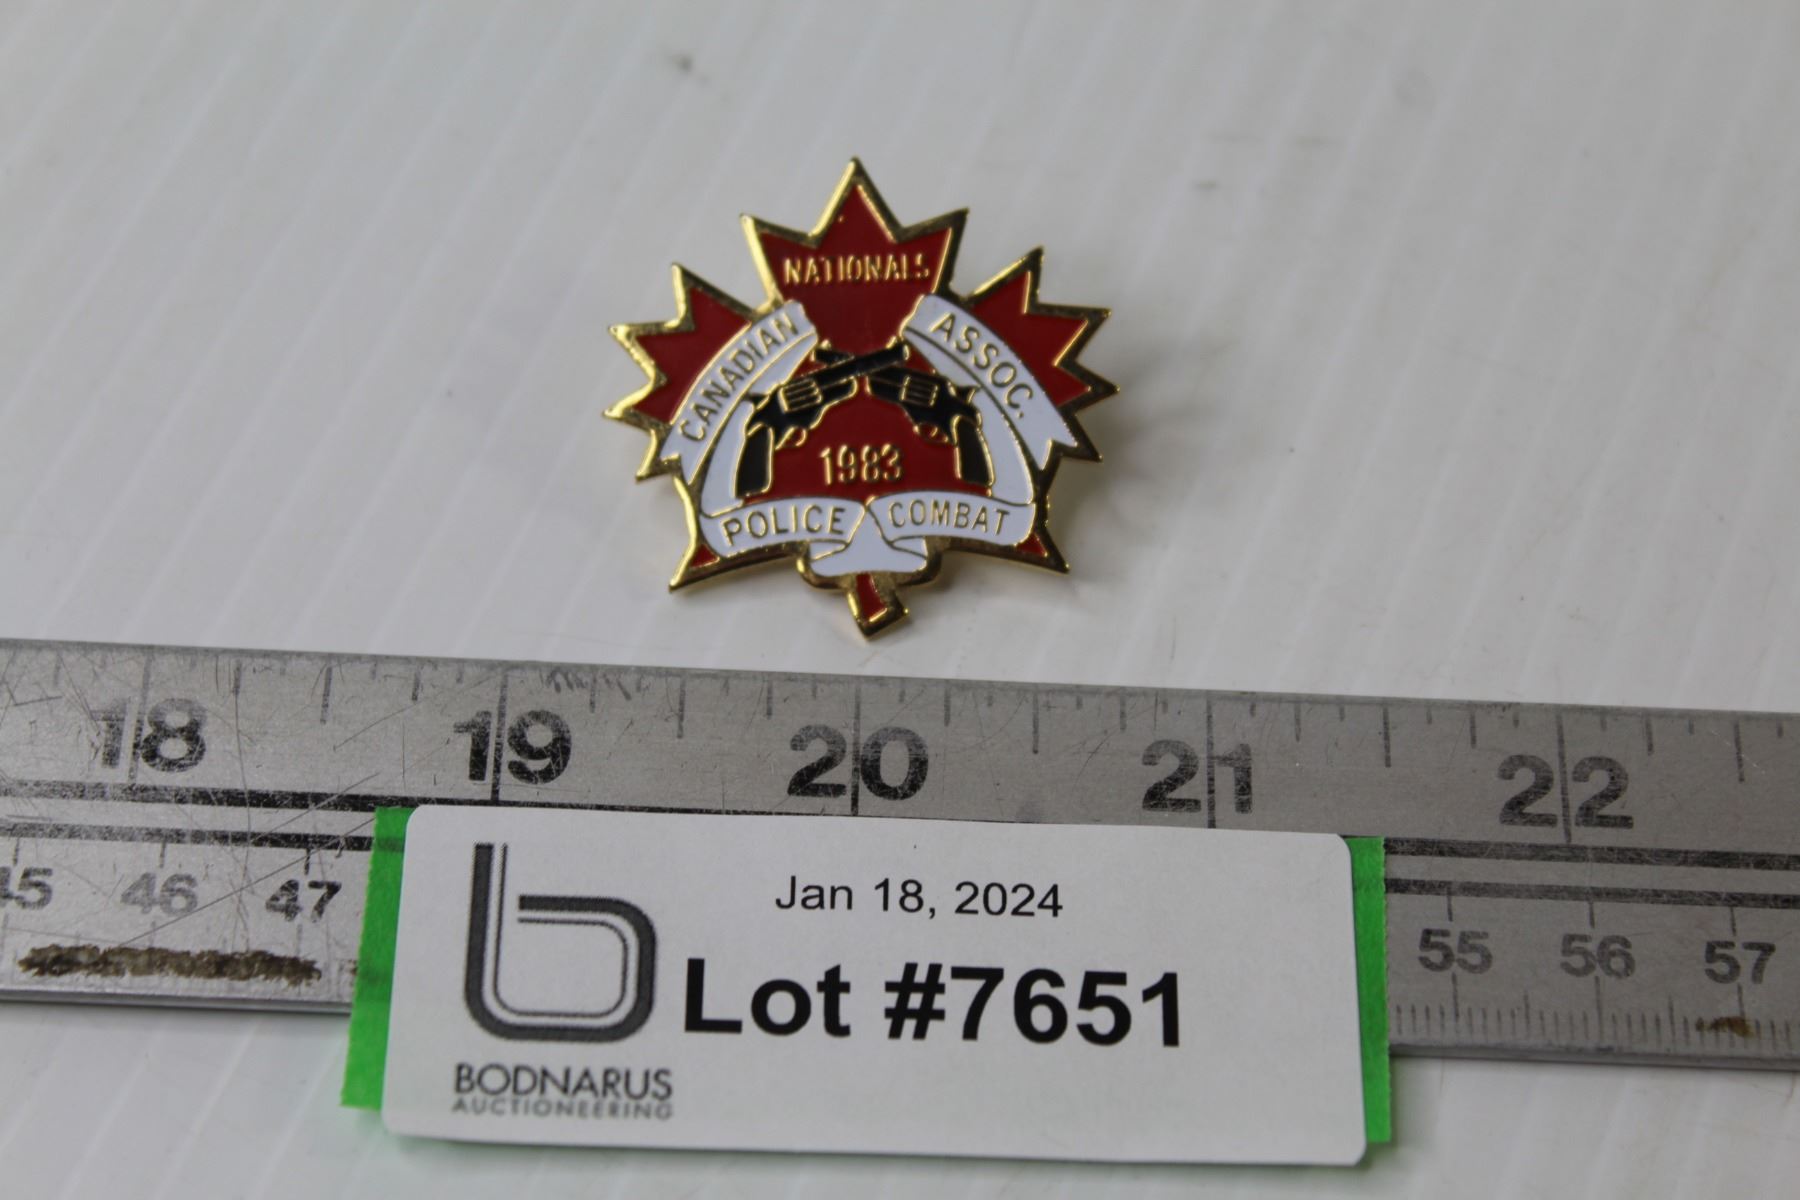 NATIONALS
CANADIAN
ASSOC.
1983
POLICE COMBAT
18 19 20 21 22
45 46 47 55 56 57
Jan 18, 2024
Lot #7651
BODNARUS
AUCTIONEERING